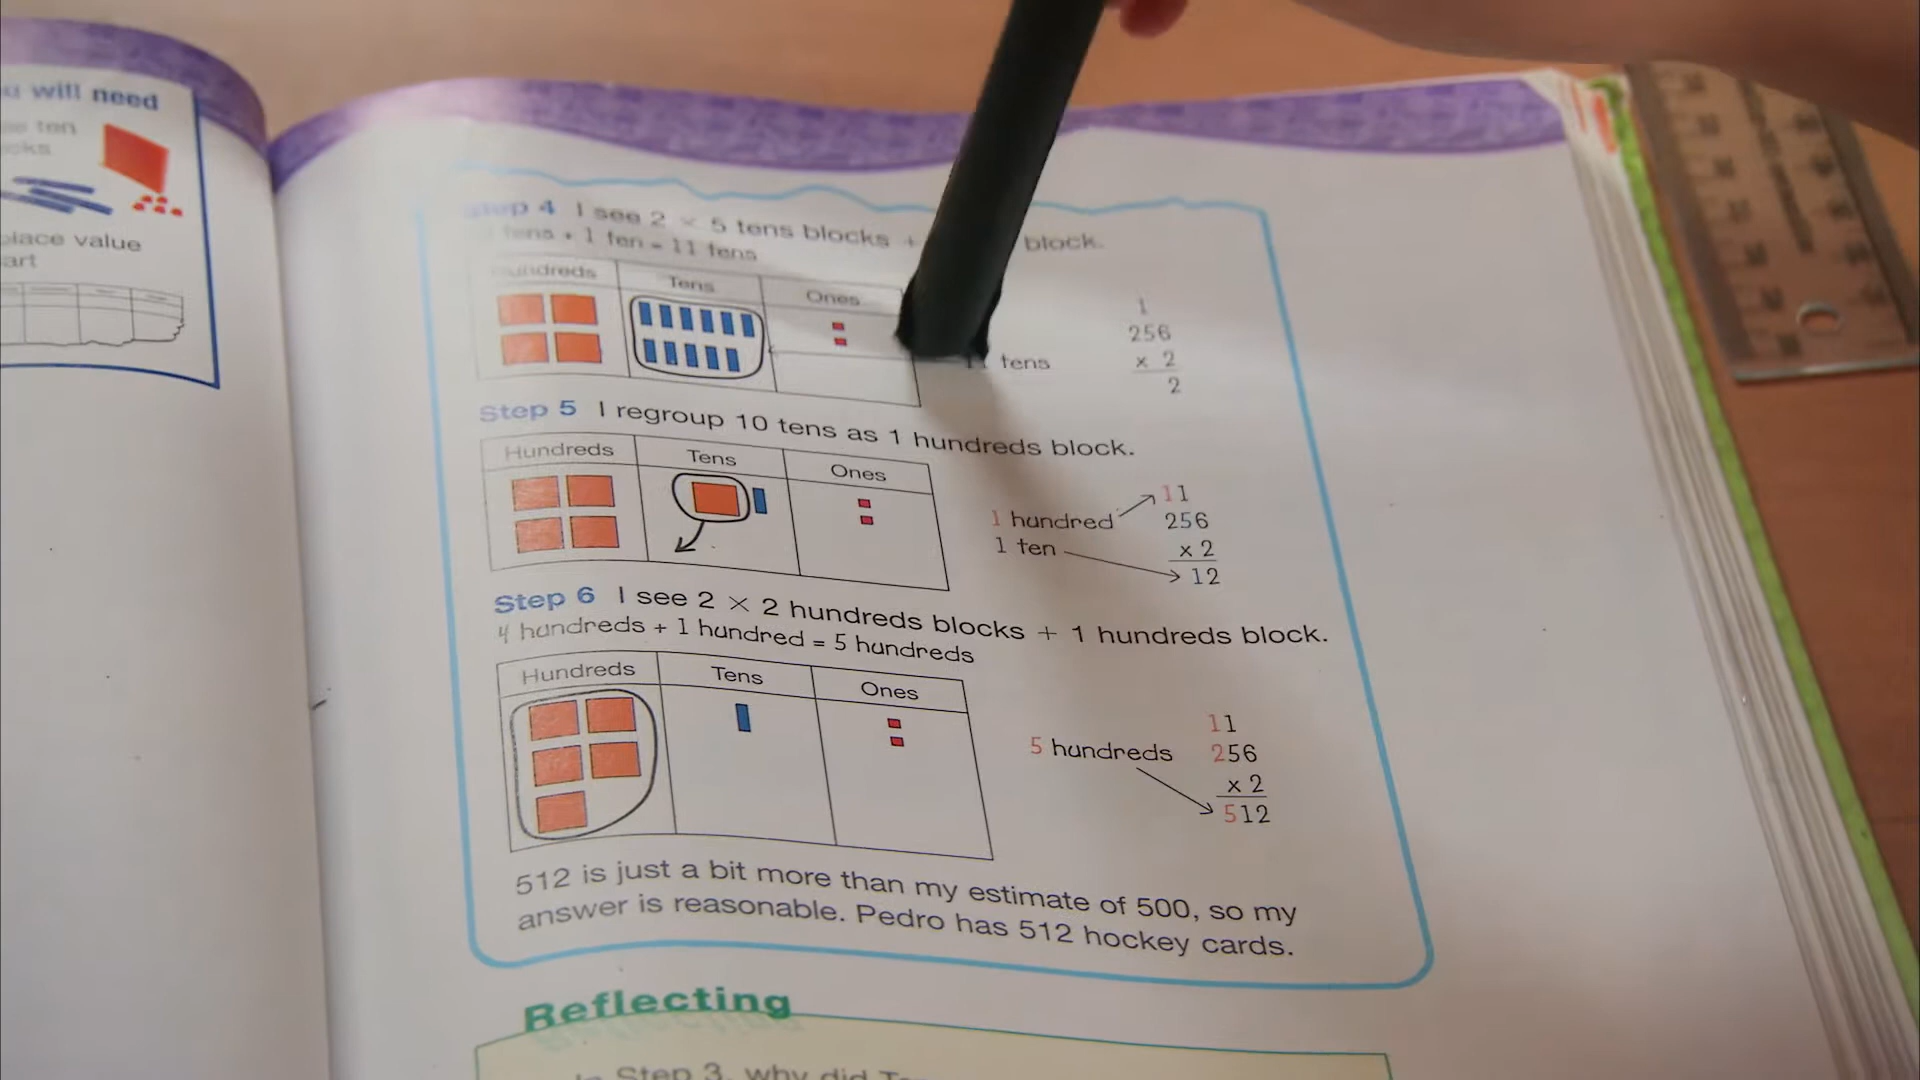 will need
ten
place value
Step 4 I see 2 × 5 tens blocks + block.
tens + 1 ten = 11 tens
Hundreds Tens Ones
1
256
x 2
2
tens
Step 5 I regroup 10 tens as 1 hundreds block.
Hundreds Tens Ones
1 hundred
1 ten
11
256
x 2
12
Step 6 I see 2 × 2 hundreds blocks + 1 hundreds block.
4 hundreds + 1 hundred = 5 hundreds
Hundreds Tens Ones
5 hundreds
11
256
x 2
512
512 is just a bit more than my estimate of 500, so my
answer is reasonable. Pedro has 512 hockey cards.
Reflecting
In Step 3, why did